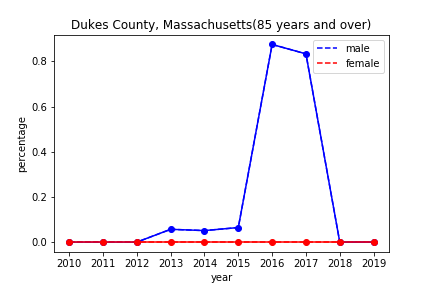 Dukes County, Massachusetts(85 years and over)
male
female
percentage
0.8
0.6
0.4
0.2
0.0
2010 2011 2012 2013 2014 2015 2016 2017 2018 2019
year